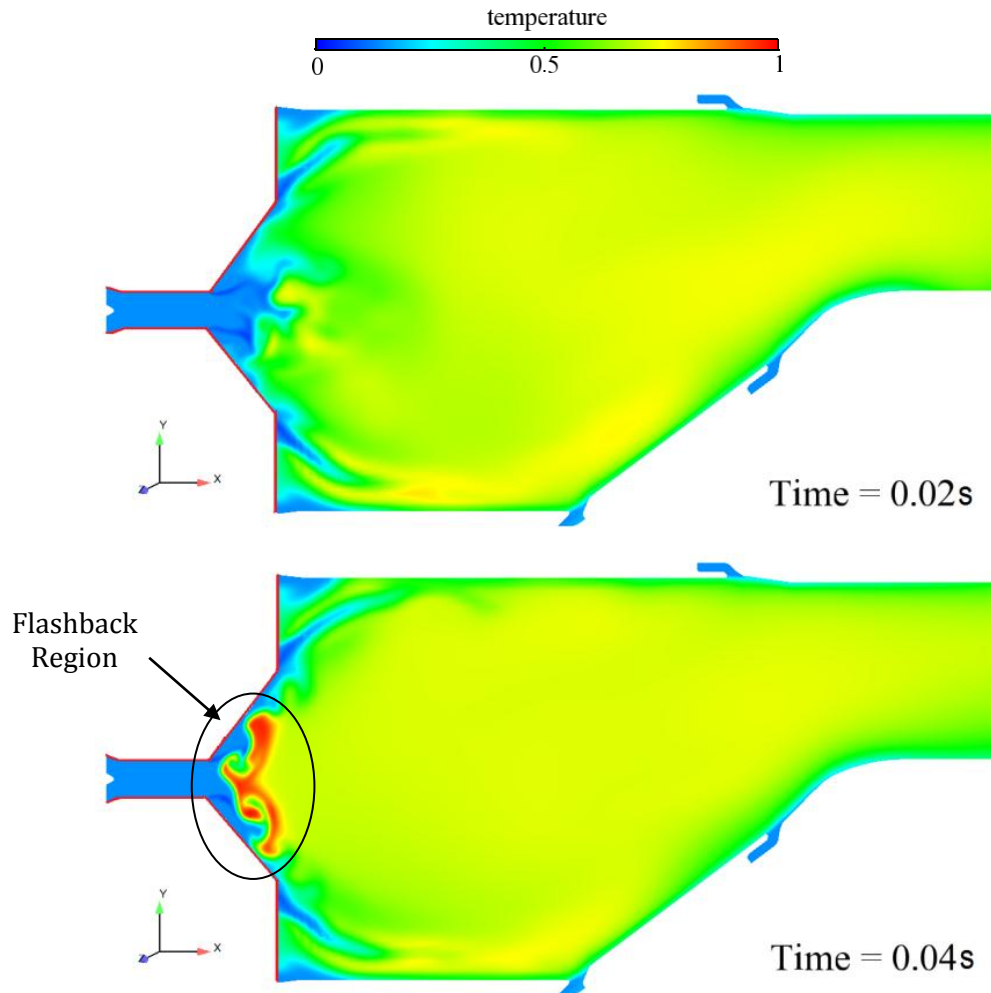 temperature
0 0.5 1
Y
Z X
Time = 0.02s
Flashback
Region
Y
Z X
Time = 0.04s